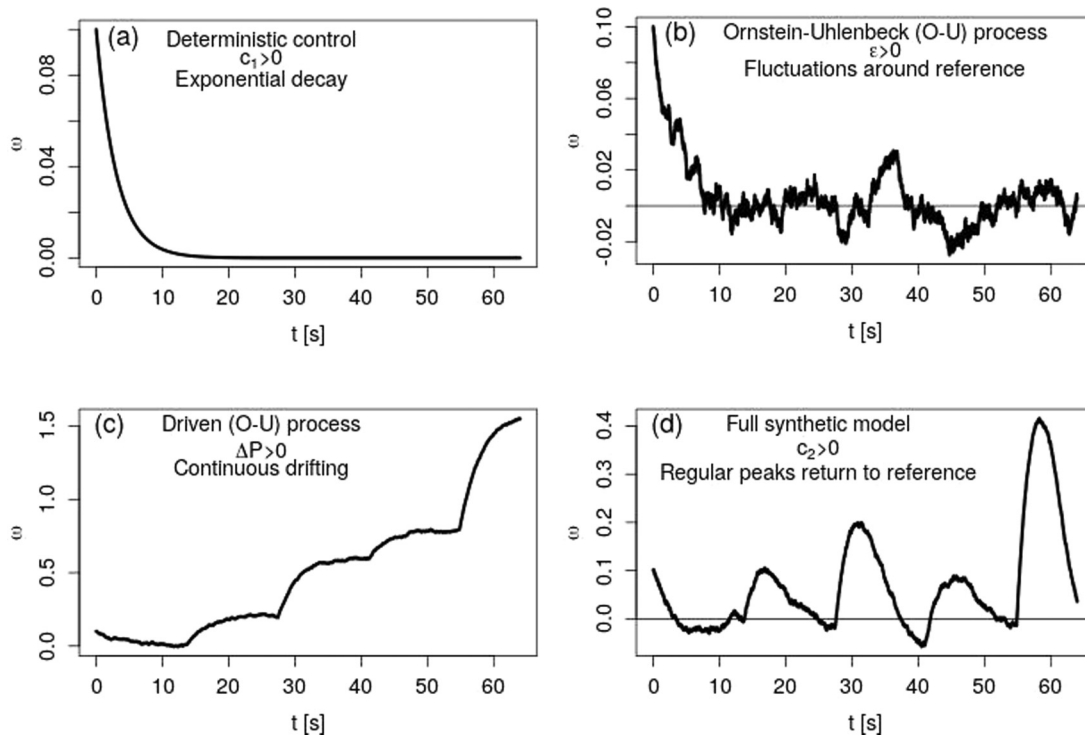 (a)
Deterministic control
c₁>0
Exponential decay
ω
0.08
0.04
0.00
0 10 20 30 40 50 60
t [s]
(b)
Ornstein-Uhlenbeck (O-U) process
ε>0
Fluctuations around reference
ω
0.10
0.06
0.02
-0.02
0 10 20 30 40 50 60
t [s]
(c)
Driven (O-U) process
ΔP>0
Continuous drifting
ω
1.5
1.0
0.5
0.0
0 10 20 30 40 50 60
t [s]
(d)
Full synthetic model
c₂>0
Regular peaks return to reference
ω
0.4
0.3
0.2
0.1
0.0
0 10 20 30 40 50 60
t [s]